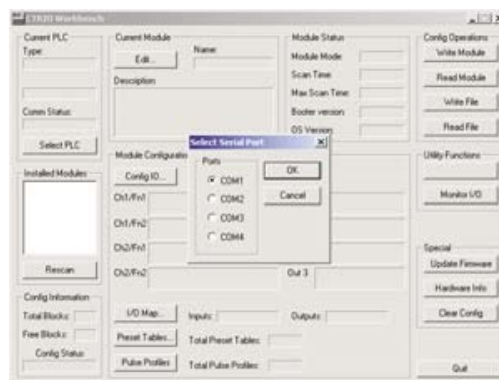 CTRIO Workbench
Current PLC
Type:
Comm Status:
Select PLC
Installed Modules
Rescan
Config Information
Total Blocks:
Free Blocks:
Config Status
Current Module
Edit...
Name:
Description:
Module Configuration
Config IO...
Ch1/Fn1
Ch1/Fn2
Ch2/Fn1
Ch2/Fn2
Out 3
I/O Map...
Inputs:
Outputs:
Preset Tables...
Total Preset Tables:
Pulse Profiles
Total Pulse Profiles:
Module Status
Module Mode:
Scan Time:
Max Scan Time:
Booter version:
OS Version:
Select Serial Port
Ports
COM1
COM2
COM3
COM4
OK
Cancel
Config Operations
Write Module
Read Module
Write File
Read File
Utility Functions
Monitor I/O
Special
Update Firmware
Hardware Info
Clear Config
Quit